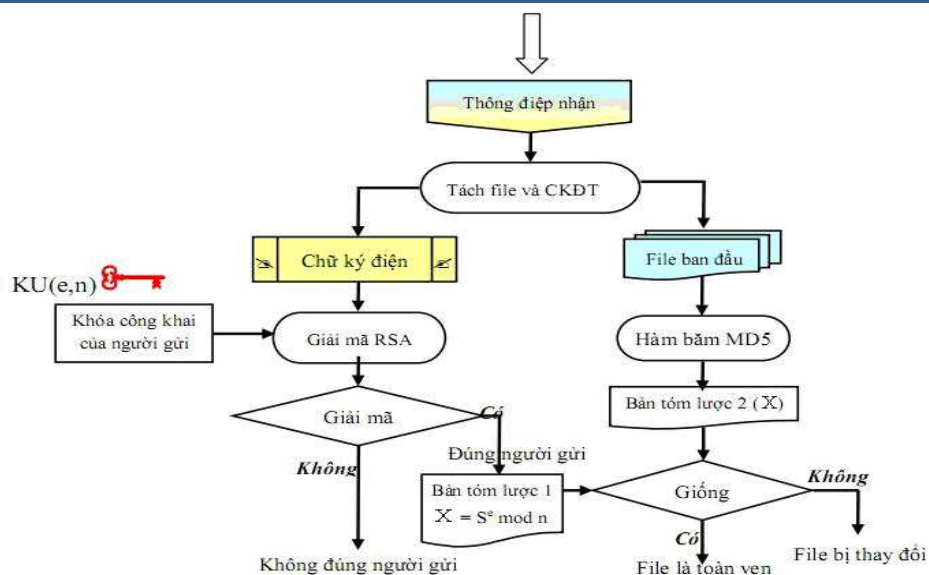 Thông điệp nhận
Tách file và CKĐT
Chữ ký điện
File ban đầu
KU(e,n)
Khóa công khai
của người gửi
Giải mã RSA
Hàm băm MD5
Giải mã
Có
Bản tóm lược 2 (X)
Không
Đúng người gửi
Bản tóm lược 1
X = Sᵉ mod n
Giống
Không
Có
Không đúng người gửi
File là toàn vẹn
File bị thay đổi